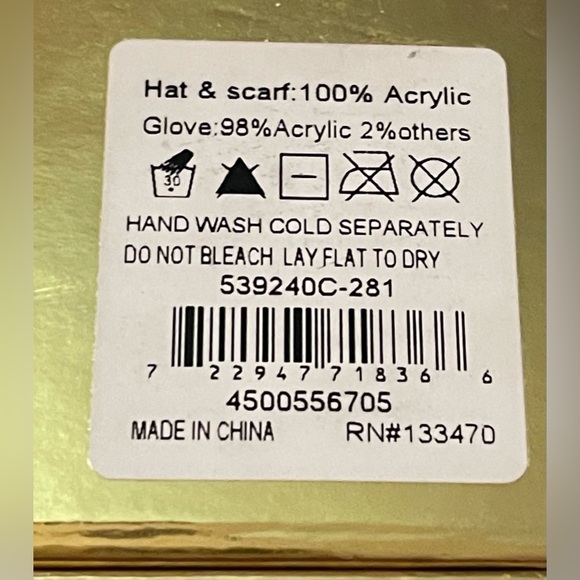 Hat & scarf:100% Acrylic
Glove:98%Acrylic 2%others
30
HAND WASH COLD SEPARATELY
DO NOT BLEACH LAY FLAT TO DRY
539240C-281
7 22947 71836 6
4500556705
MADE IN CHINA RN#133470